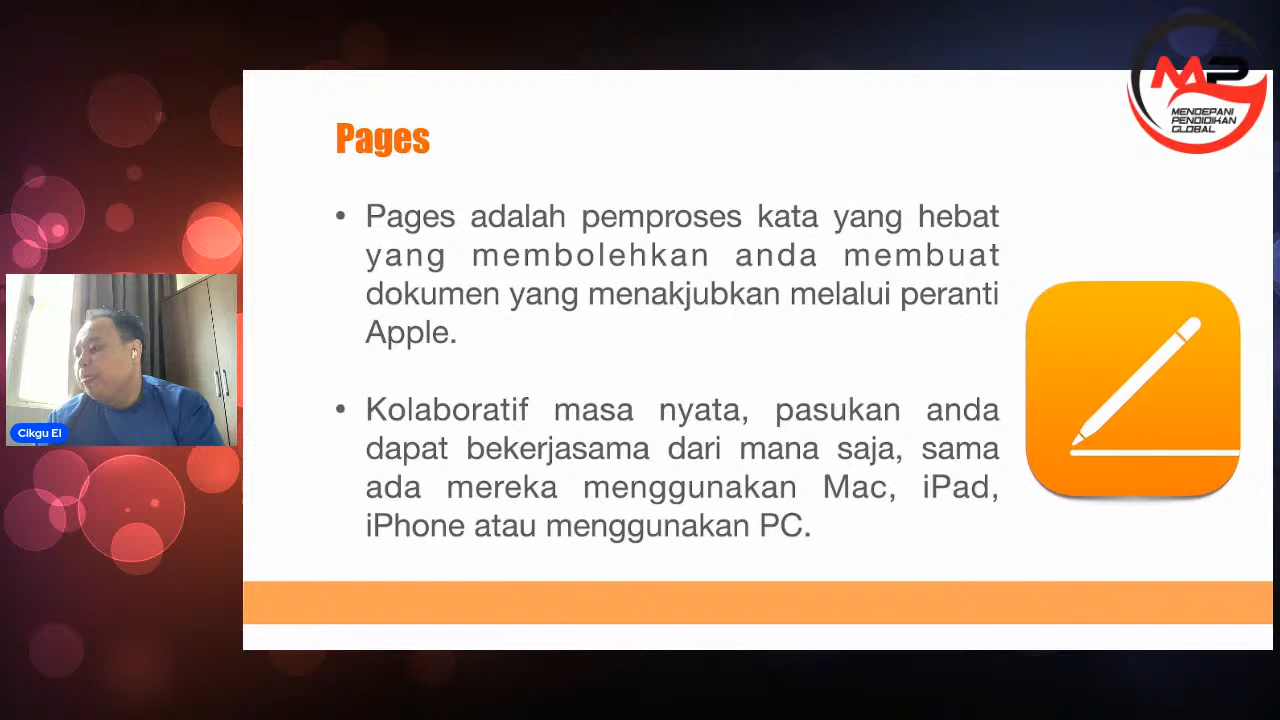 MP
MENDEPANI
PENDIDIKAN
GLOBAL
Pages
• Pages adalah pemproses kata yang hebat
yang membolehkan anda membuat
dokumen yang menakjubkan melalui peranti
Apple.
• Kolaboratif masa nyata, pasukan anda
dapat bekerjasama dari mana saja, sama
ada mereka menggunakan Mac, iPad,
iPhone atau menggunakan PC.
Cikgu El